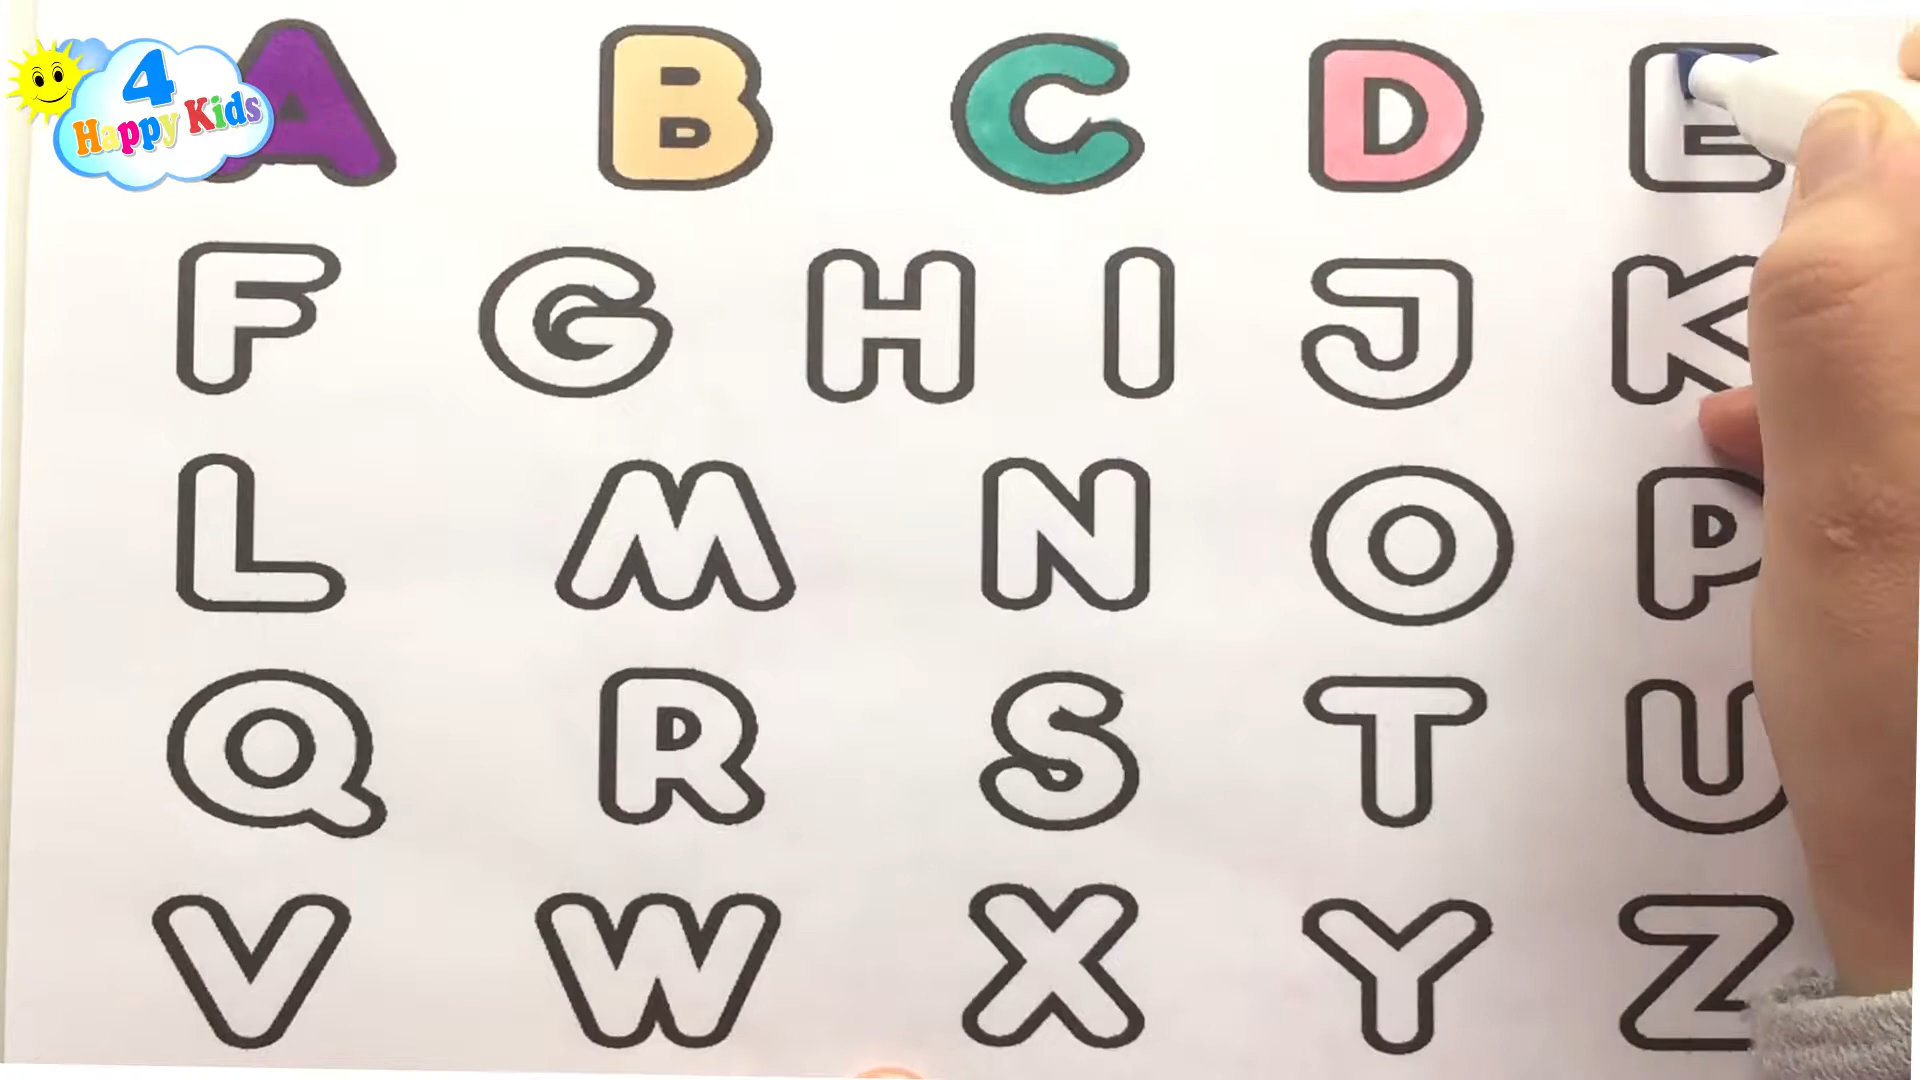 4
Happy Kids
A B C D E
F G H I J K
L M N O P
Q R S T U
V W X Y Z